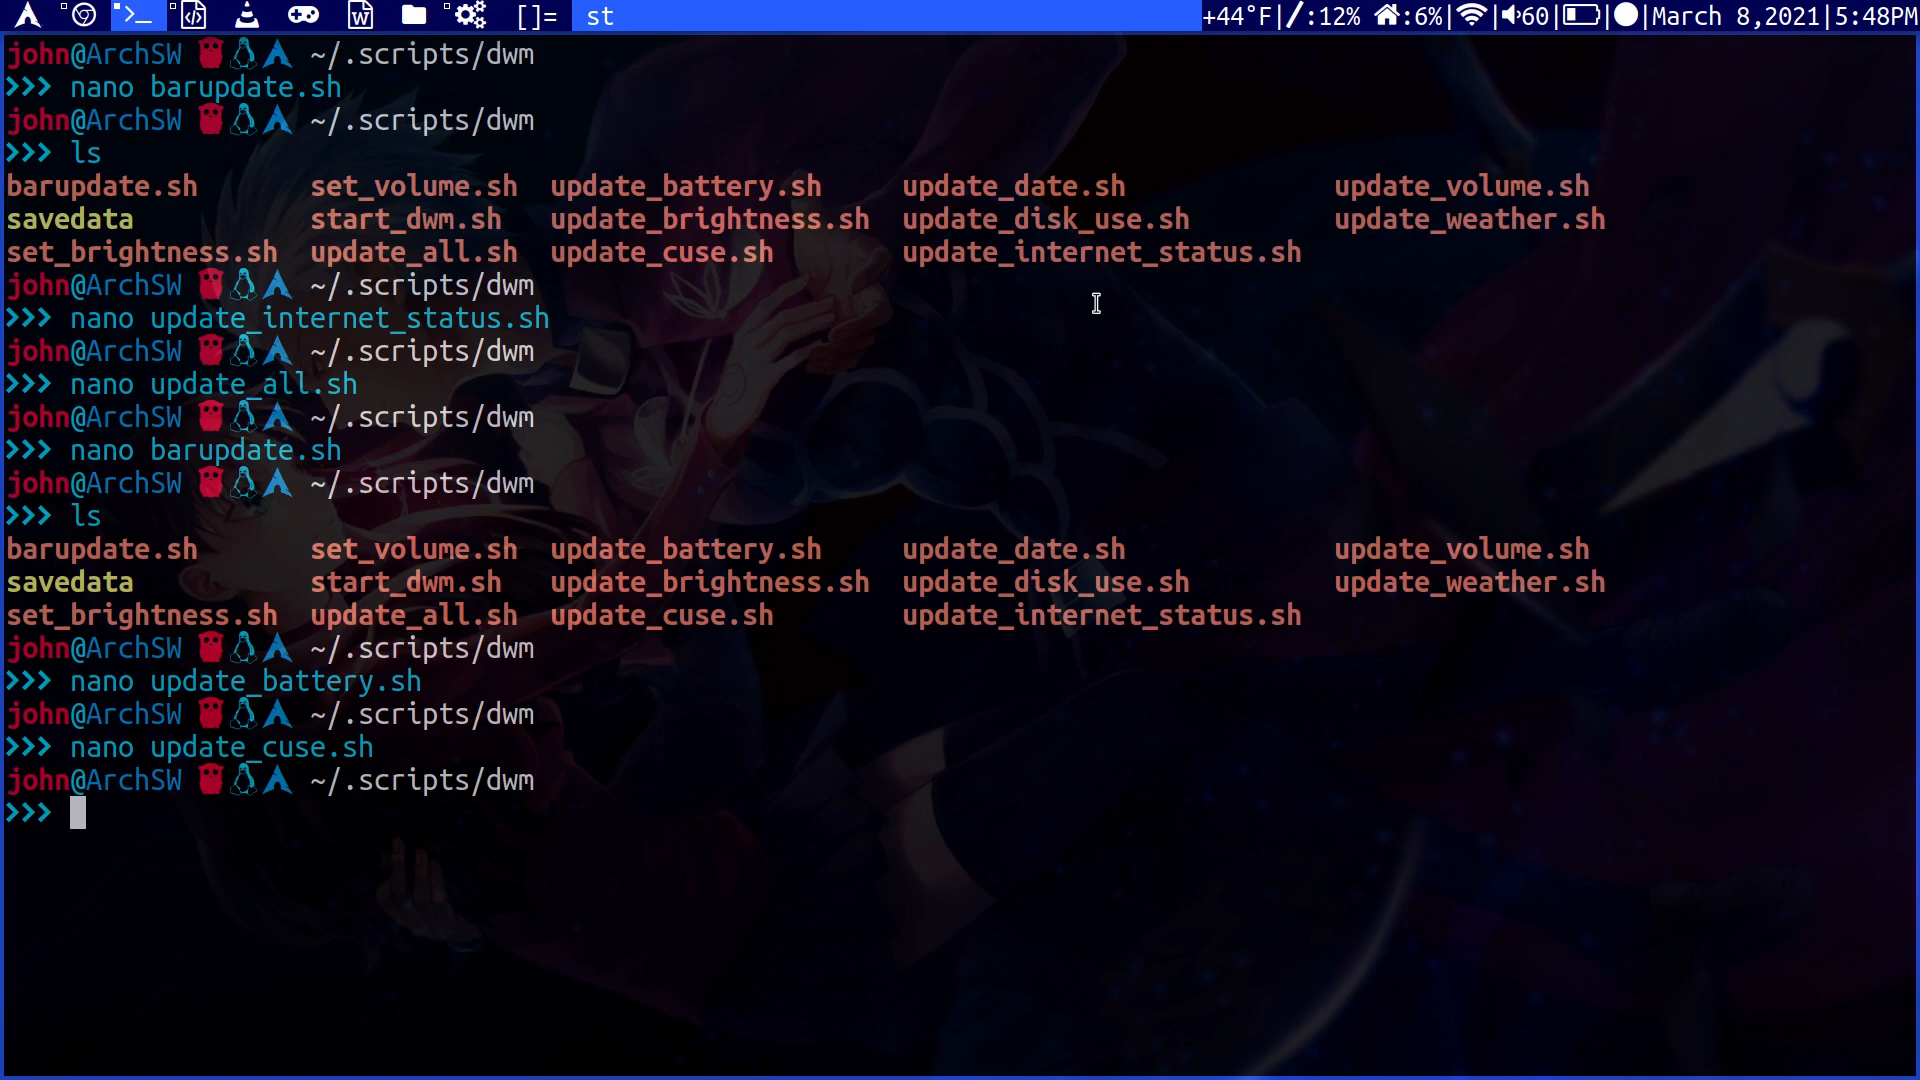 []= st +44°F|/:12% :6%| | 60| | |March 8,2021|5:48PM
john@ArchSW ~/.scripts/dwm
>>> nano barupdate.sh
john@ArchSW ~/.scripts/dwm
>>> ls
barupdate.sh set_volume.sh update_battery.sh update_date.sh update_volume.sh
savedata start_dwm.sh update_brightness.sh update_disk_use.sh update_weather.sh
set_brightness.sh update_all.sh update_cuse.sh update_internet_status.sh
john@ArchSW ~/.scripts/dwm
>>> nano update_internet_status.sh
john@ArchSW ~/.scripts/dwm
>>> nano update_all.sh
john@ArchSW ~/.scripts/dwm
>>> nano barupdate.sh
john@ArchSW ~/.scripts/dwm
>>> ls
barupdate.sh set_volume.sh update_battery.sh update_date.sh update_volume.sh
savedata start_dwm.sh update_brightness.sh update_disk_use.sh update_weather.sh
set_brightness.sh update_all.sh update_cuse.sh update_internet_status.sh
john@ArchSW ~/.scripts/dwm
>>> nano update_battery.sh
john@ArchSW ~/.scripts/dwm
>>> nano update_cuse.sh
john@ArchSW ~/.scripts/dwm
>>>